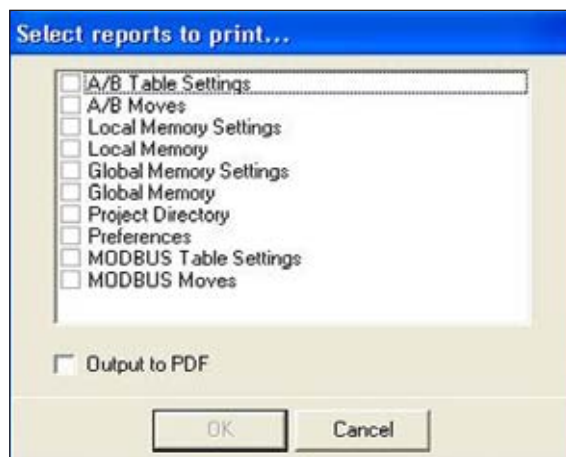 Select reports to print...
A/B Table Settings
A/B Moves
Local Memory Settings
Local Memory
Global Memory Settings
Global Memory
Project Directory
Preferences
MODBUS Table Settings
MODBUS Moves
Output to PDF
OK Cancel